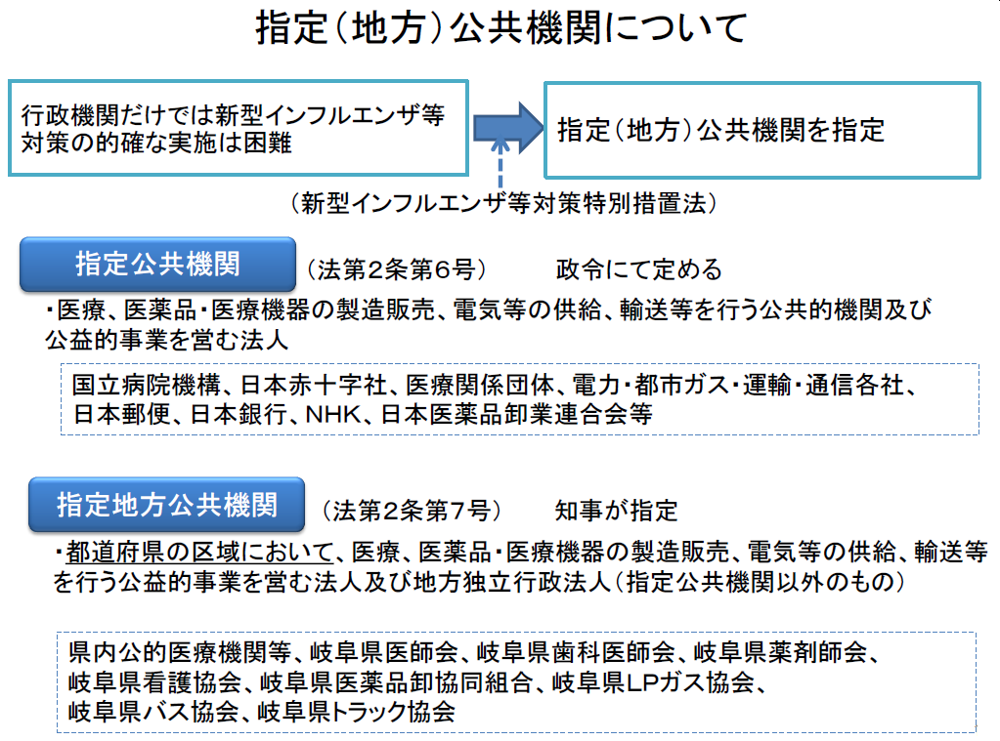 指定（地方）公共機関について
行政機関だけでは新型インフルエンザ等
対策の的確な実施は困難
指定（地方）公共機関を指定
（新型インフルエンザ等対策特別措置法）
指定公共機関
（法第２条第６号）
政令にて定める
・医療、医薬品・医療機器の製造販売、電気等の供給、輸送等を行う公共的機関及び
公益的事業を営む法人
国立病院機構、日本赤十字社、医療関係団体、電力・都市ガス・運輸・通信各社、
日本郵便、日本銀行、NHK、日本医薬品卸業連合会等
指定地方公共機関
（法第２条第７号）
知事が指定
・都道府県の区域において、医療、医薬品・医療機器の製造販売、電気等の供給、輸送等
を行う公益的事業を営む法人及び地方独立行政法人（指定公共機関以外のもの）
県内公的医療機関等、岐阜県医師会、岐阜県歯科医師会、岐阜県薬剤師会、
岐阜県看護協会、岐阜県医薬品卸協同組合、岐阜県LPガス協会、
岐阜県バス協会、岐阜県トラック協会